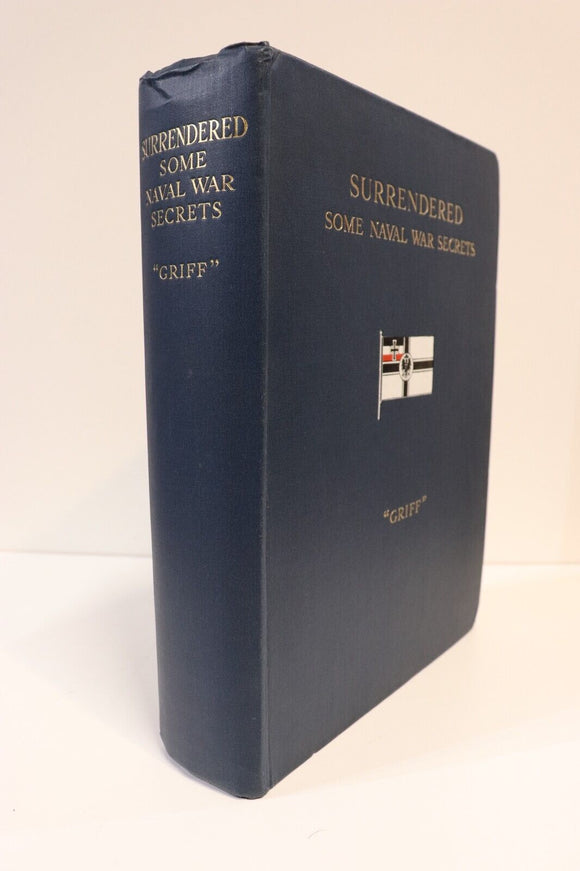 SURRENDERED
SOME
NAVAL WAR
SECRETS
"GRIFF"
SURRENDERED
SOME NAVAL WAR SECRETS
"GRIFF"